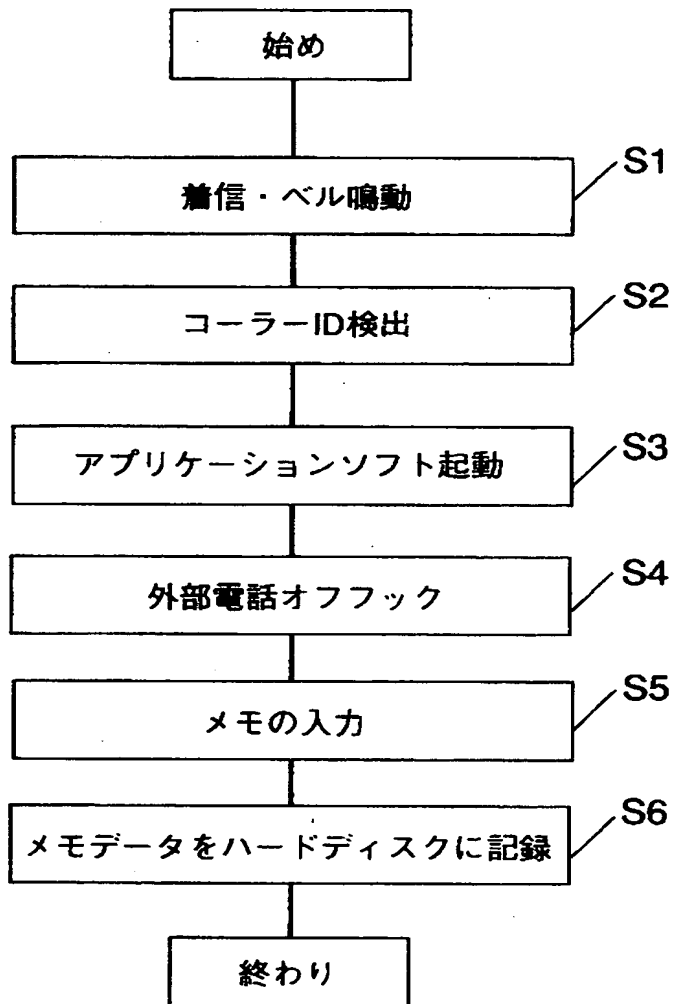 始め
着信・ベル鳴動
S1
コーラーID検出
S2
アプリケーションソフト起動
S3
外部電話オフフック
S4
メモの入力
S5
メモデータをハードディスクに記録
S6
終わり